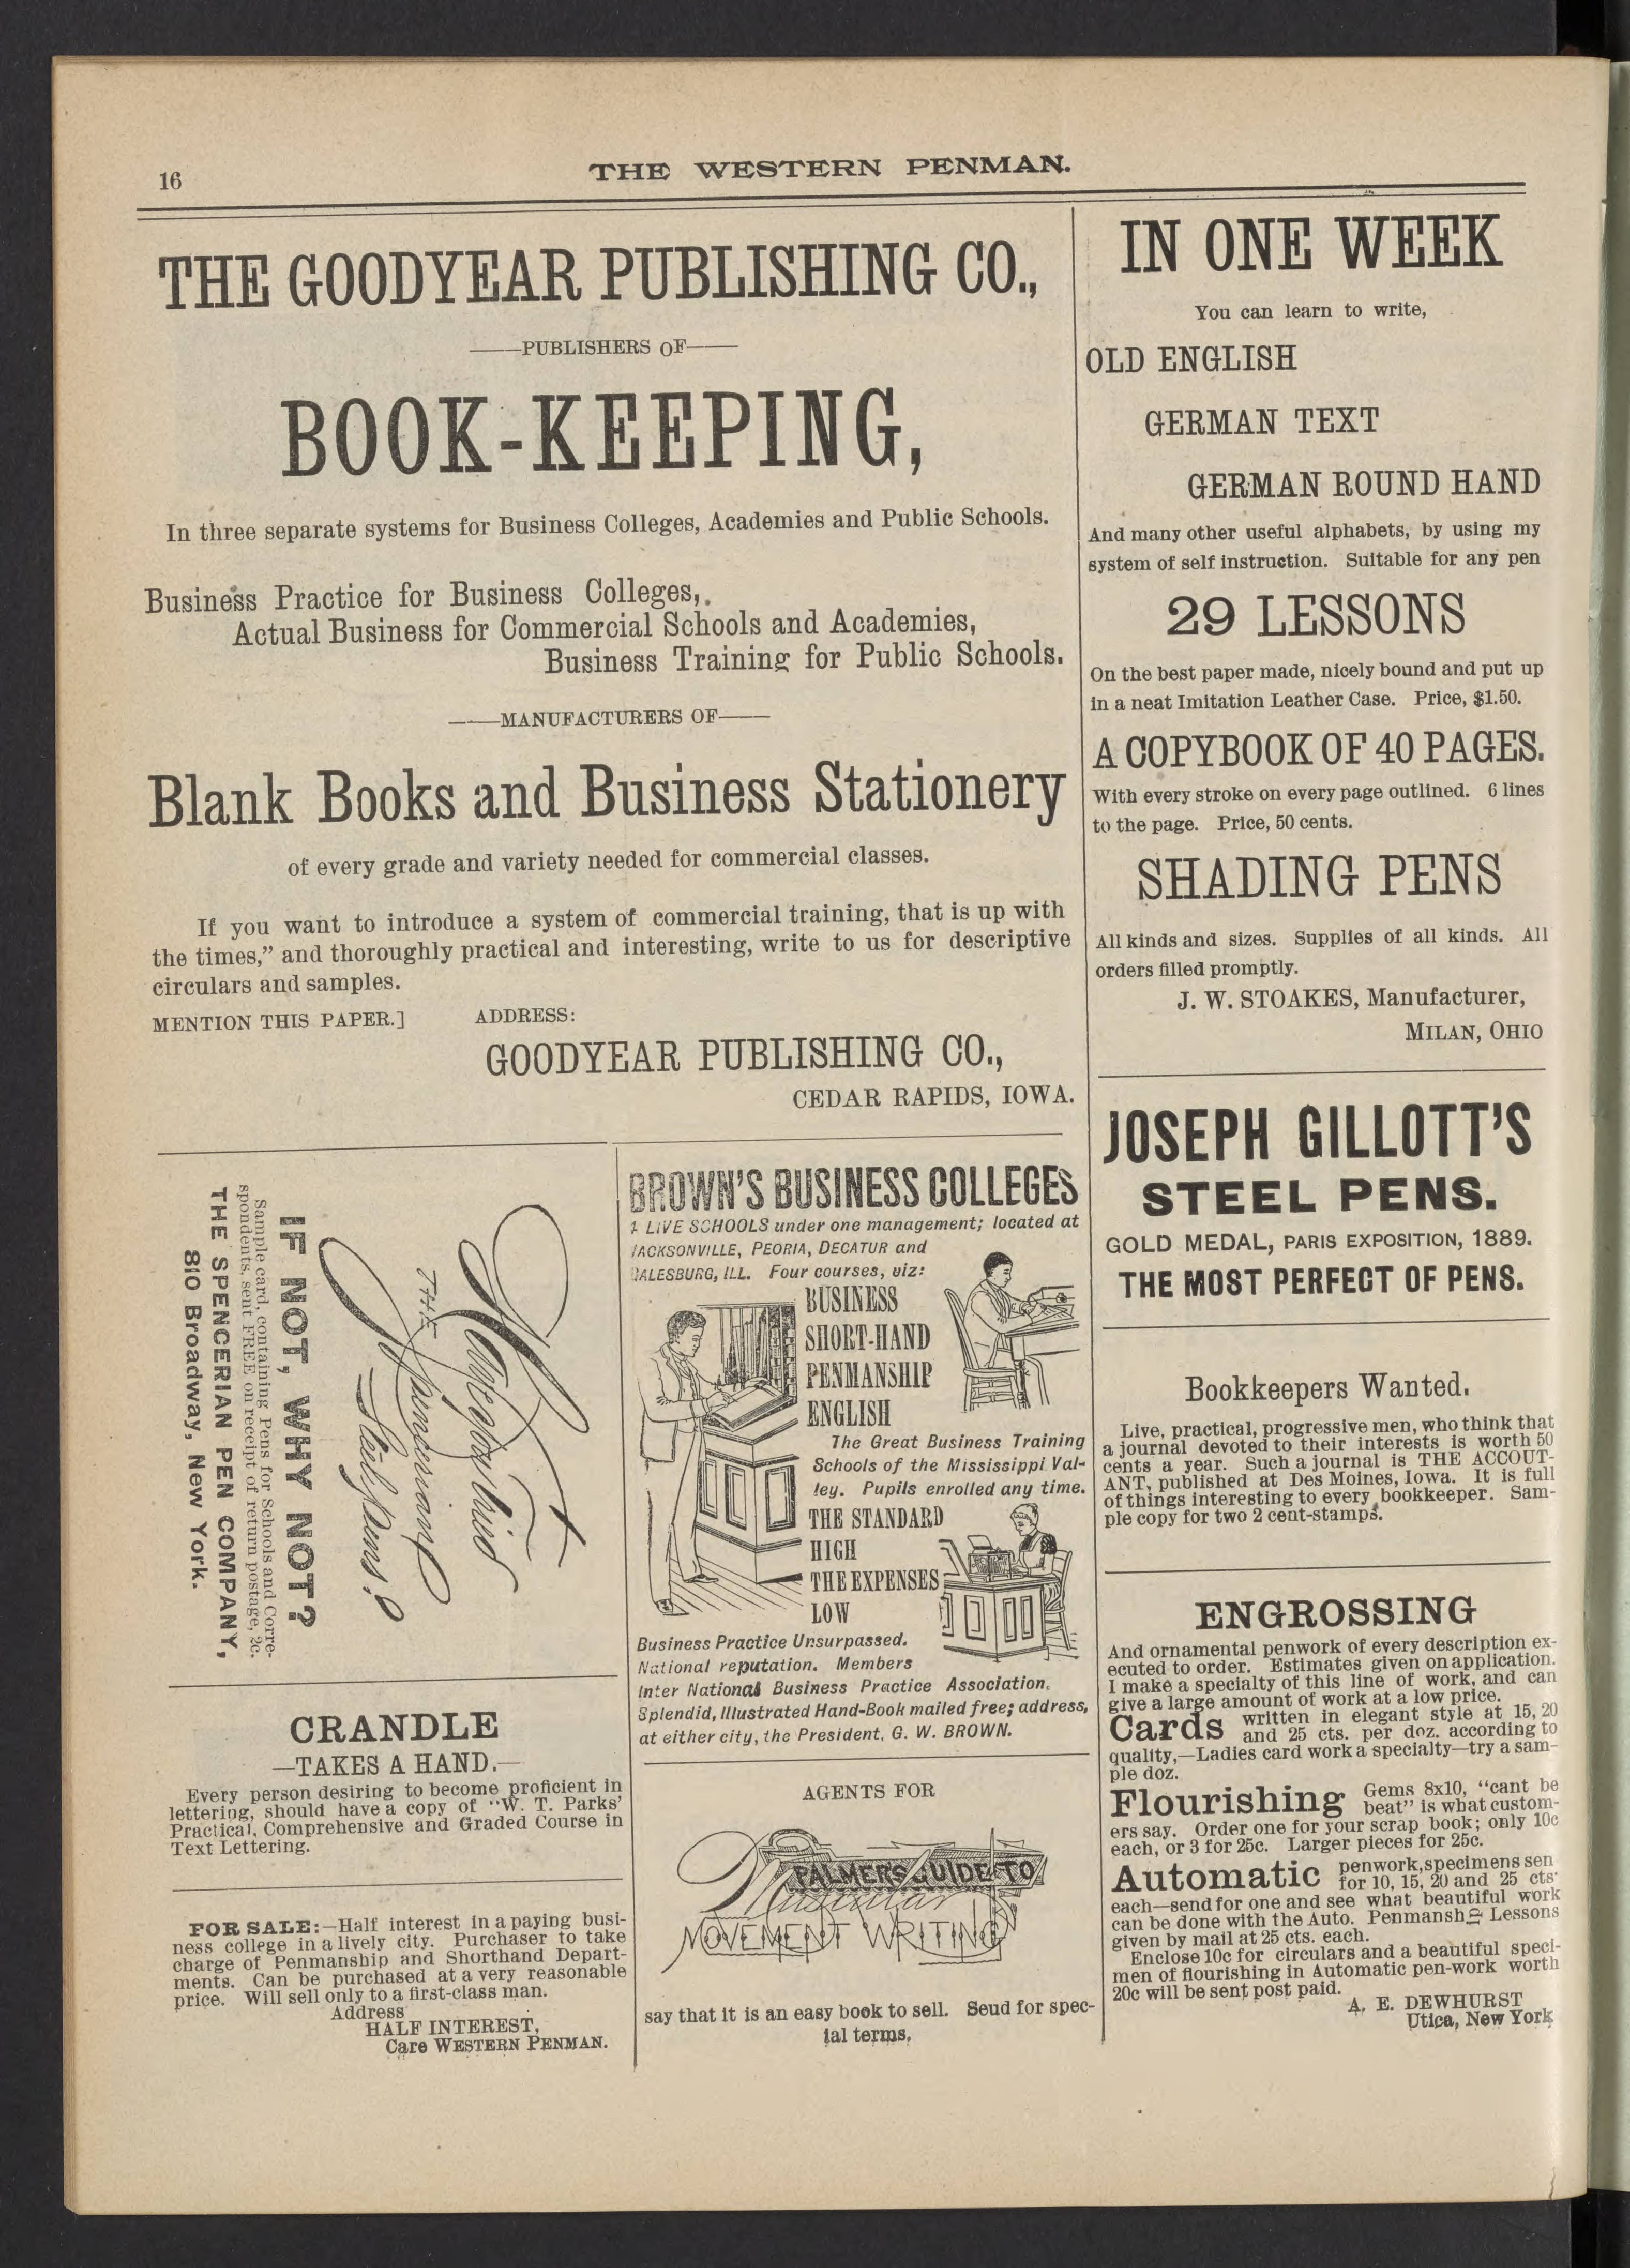 16
THE WESTERN PENMAN.
THE GOODYEAR PUBLISHING CO.,
——PUBLISHERS OF——
BOOK-KEEPING,
In three separate systems for Business Colleges, Academies and Public Schools.
Business Practice for Business Colleges,.
Actual Business for Commercial Schools and Academies,
Business Training for Public Schools.
——MANUFACTURERS OF——
Blank Books and Business Stationery
of every grade and variety needed for commercial classes.
If you want to introduce a system of commercial training, that is up with
the times,” and thoroughly practical and interesting, write to us for descriptive
circulars and samples.
MENTION THIS PAPER.] ADDRESS:
GOODYEAR PUBLISHING CO.,
CEDAR RAPIDS, IOWA.
Have you tried
THE Spencerian
Steel Pens?
IF NOT, WHY NOT?
Sample card, containing Pens for Schools and Corre-
spondents, sent FREE on receipt of return postage, 2c.
THE SPENCERIAN PEN COMPANY,
810 Broadway, New York.
CRANDLE
—TAKES A HAND.—
Every person desiring to become proficient in
lettering, should have a copy of “W. T. Parks’
Practical, Comprehensive and Graded Course in
Text Lettering.
FOR SALE:—Half interest in a paying busi-
ness college in a lively city. Purchaser to take
charge of Penmanship and Shorthand Depart-
ments. Can be purchased at a very reasonable
price. Will sell only to a first-class man.
Address
HALF INTEREST,
Care WESTERN PENMAN.
BROWN'S BUSINESS COLLEGES
LIVE SCHOOLS under one management; located at
JACKSONVILLE, PEORIA, DECATUR and
GALESBURG, ILL. Four courses, viz:
BUSINESS
SHORT-HAND
PENMANSHIP
ENGLISH
The Great Business Training
Schools of the Mississippi Val-
ley. Pupils enrolled any time.
THE STANDARD
HIGH
THE EXPENSES
LOW
Business Practice Unsurpassed.
National reputation. Members
Inter National Business Practice Association.
Splendid, Illustrated Hand-Book mailed free; address,
at either city, the President, G. W. BROWN.
AGENTS FOR
PALMER'S GUIDE TO
Muscular
MOVEMENT WRITING
say that it is an easy book to sell. Seud for spec-
ial terms,
IN ONE WEEK
You can learn to write,
OLD ENGLISH
GERMAN TEXT
GERMAN ROUND HAND
And many other useful alphabets, by using my
system of self instruction. Suitable for any pen
29 LESSONS
On the best paper made, nicely bound and put up
in a neat Imitation Leather Case. Price, $1.50.
A COPYBOOK OF 40 PAGES.
With every stroke on every page outlined. 6 lines
to the page. Price, 50 cents.
SHADING PENS
All kinds and sizes. Supplies of all kinds. All
orders filled promptly.
J. W. STOAKES, Manufacturer,
MILAN, OHIO
JOSEPH GILLOTT'S
STEEL PENS.
GOLD MEDAL, PARIS EXPOSITION, 1889.
THE MOST PERFECT OF PENS.
Bookkeepers Wanted.
Live, practical, progressive men, who think that
a journal devoted to their interests is worth 50
cents a year. Such a journal is THE ACCOUT-
ANT, published at Des Moines, Iowa. It is full
of things interesting to every bookkeeper. Sam-
ple copy for two 2 cent-stamps.
ENGROSSING
And ornamental penwork of every description ex-
ecuted to order. Estimates given on application.
I make a specialty of this line of work, and can
give a large amount of work at a low price.
Cards written in elegant style at 15, 20
and 25 cts. per doz. according to
quality,—Ladies card work a specialty—try a sam-
ple doz.
Flourishing Gems 8x10, “cant be
beat” is what custom-
ers say. Order one for your scrap book; only 10c
each, or 3 for 25c. Larger pieces for 25c.
Automatic penwork, specimens sen
for 10, 15, 20 and 25 cts·
each—send for one and see what beautiful work
can be done with the Auto. Penmanship Lessons
given by mail at 25 cts. each.
Enclose 10c for circulars and a beautiful speci-
men of flourishing in Automatic pen-work worth
20c will be sent post paid.
A. E. DEWHURST
Utica, New York